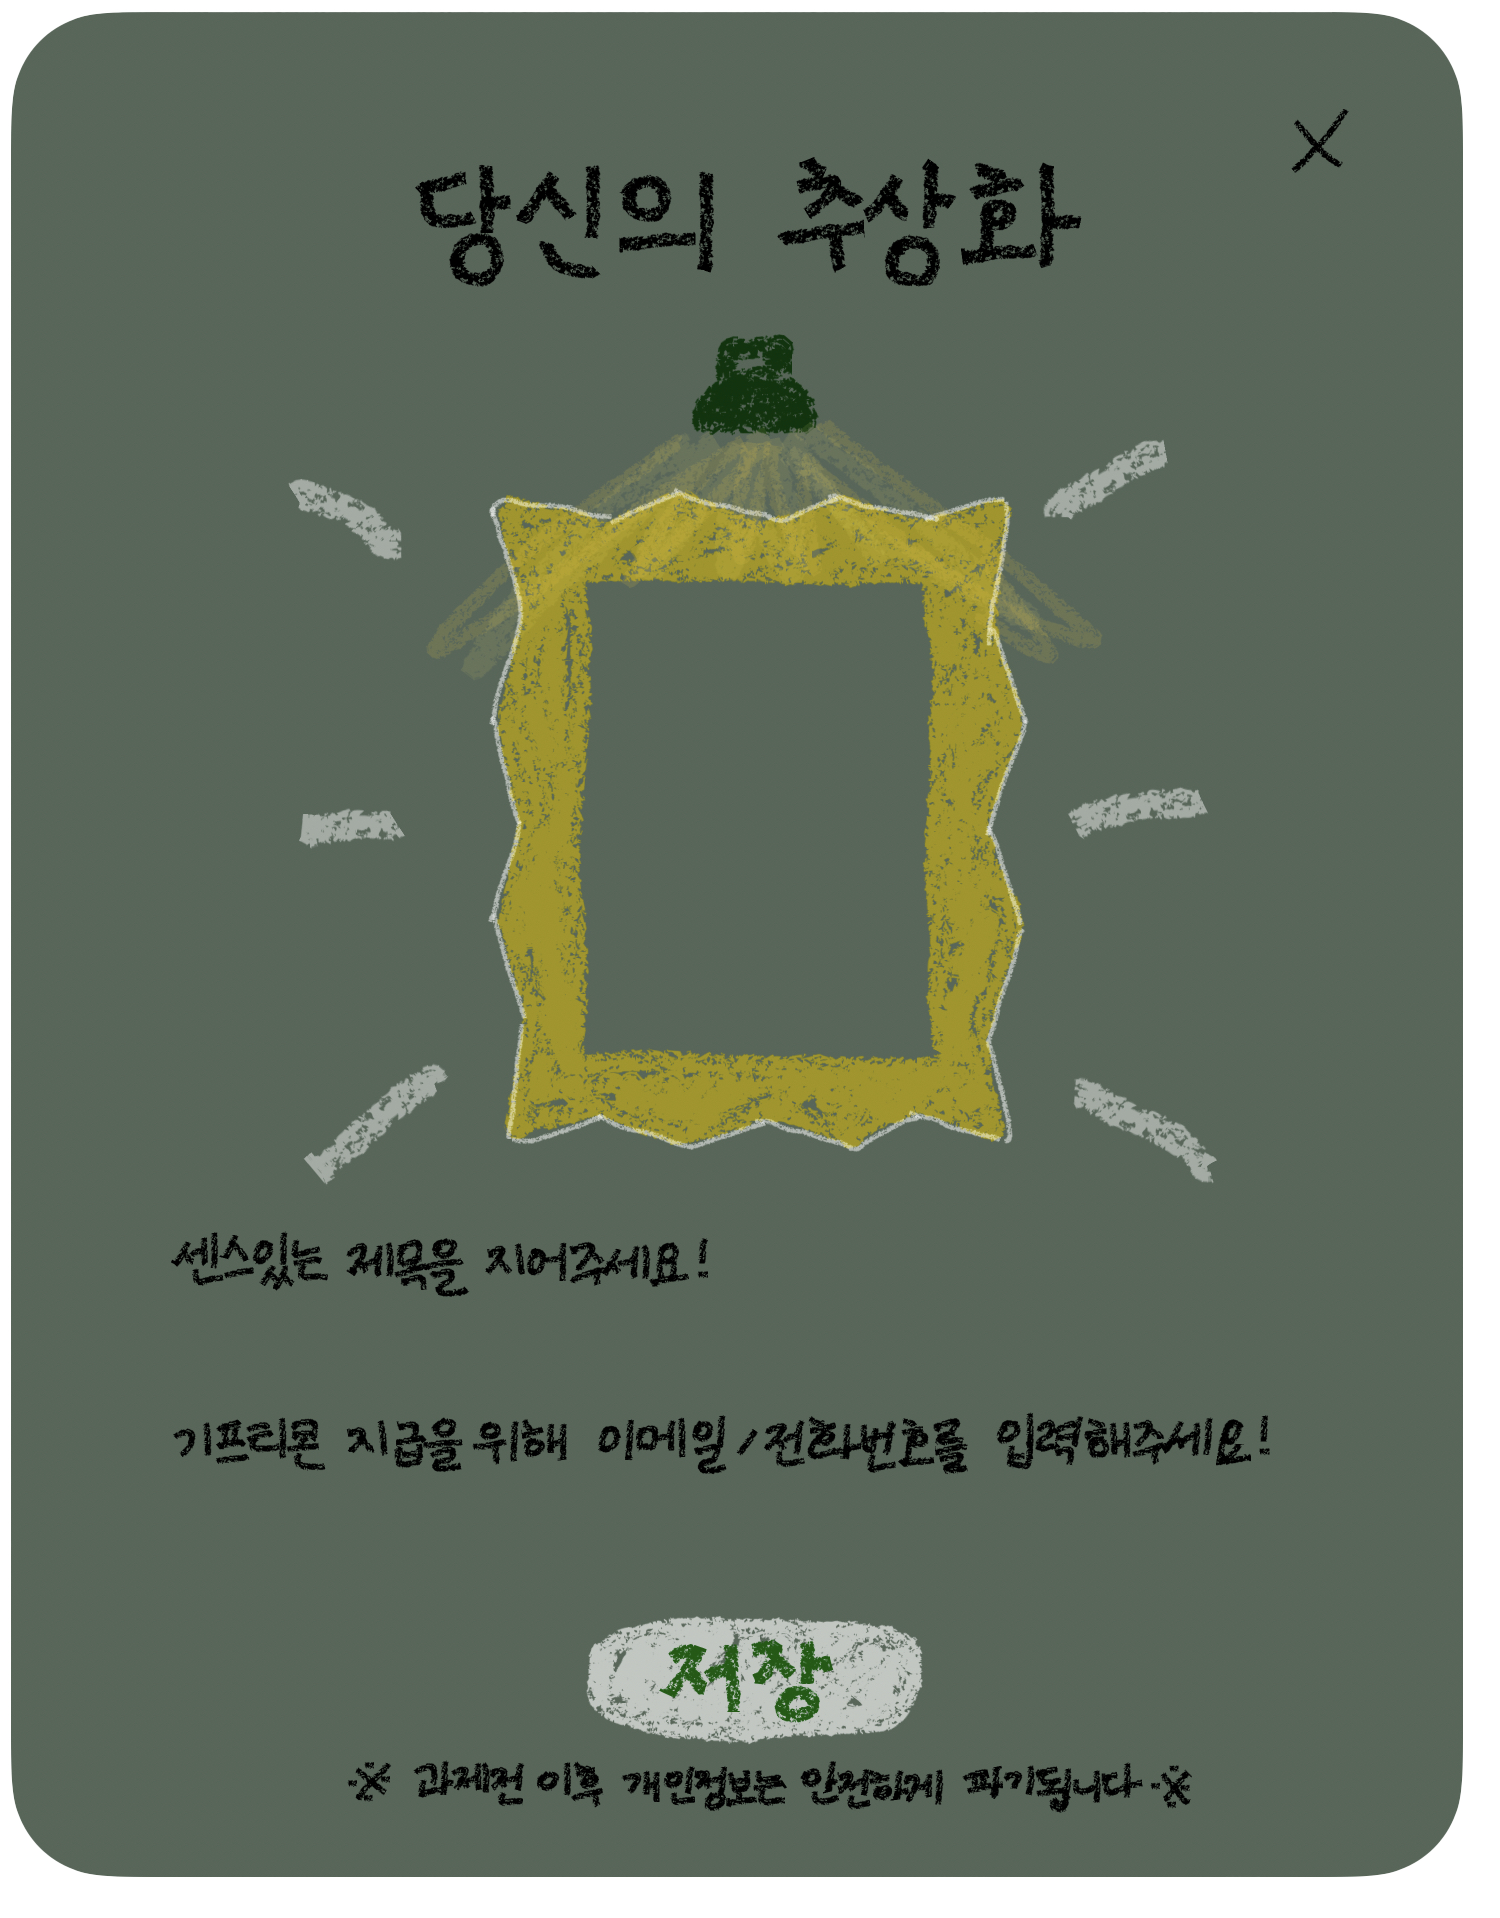 당신의 추상화
센스있는 제목을 지어주세요!
기프티콘 지급을 위해 이메일/전화번호를 입력해주세요!
저장
※ 과제전 이후 개인정보는 안전하게 파기됩니다 ※